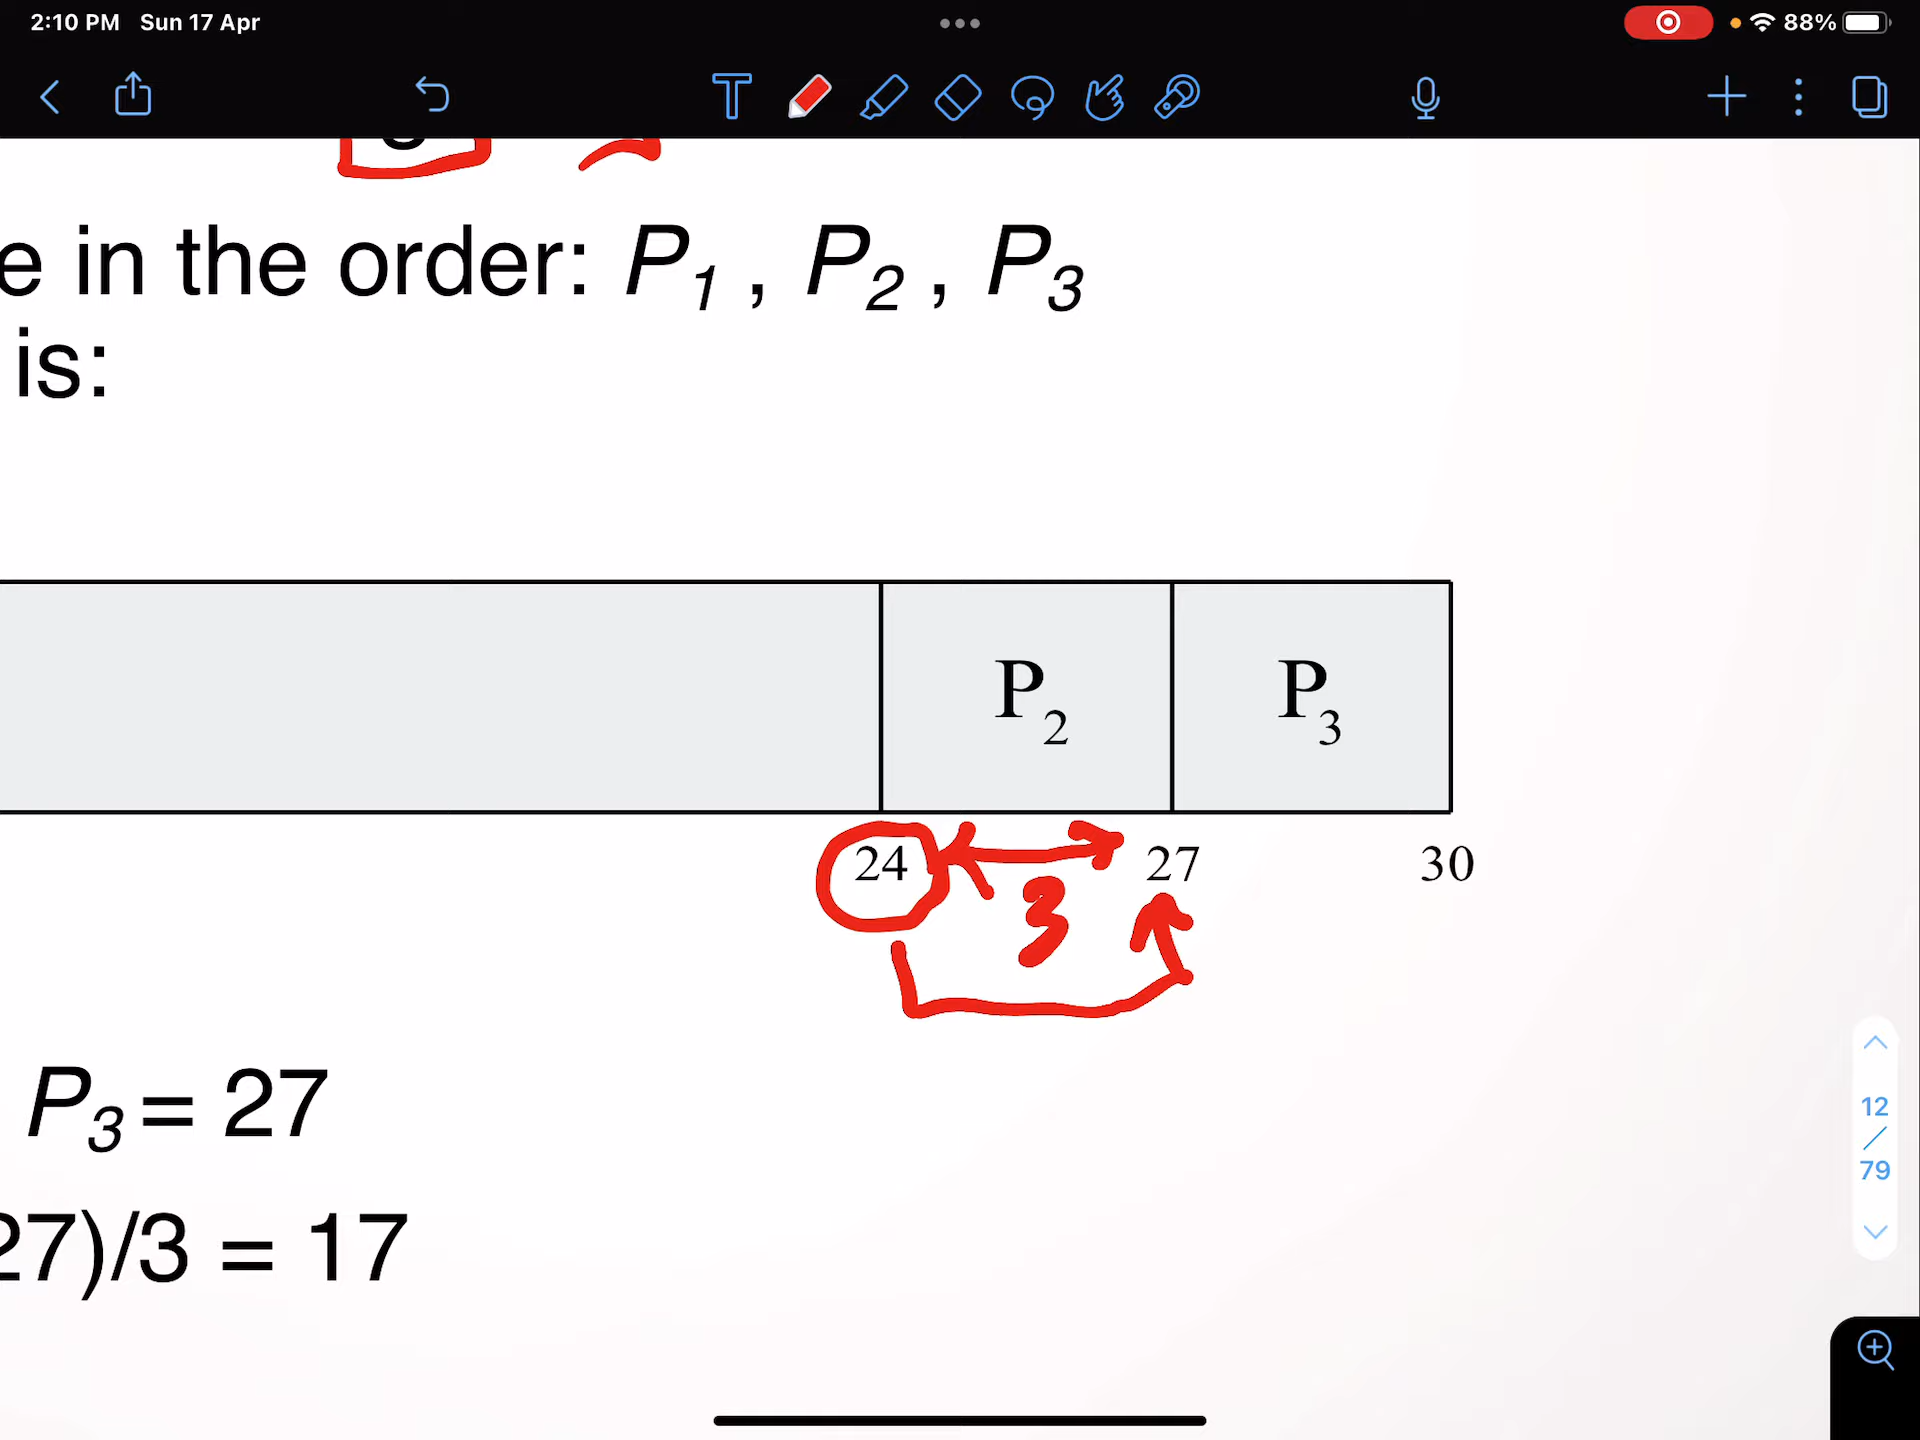 2:10 PM Sun 17 Apr
88%
T
e in the order: P1 , P2 , P3
is:
P2 P3
24 27 30
3
P3 = 27
27)/3 = 17
12
/
79